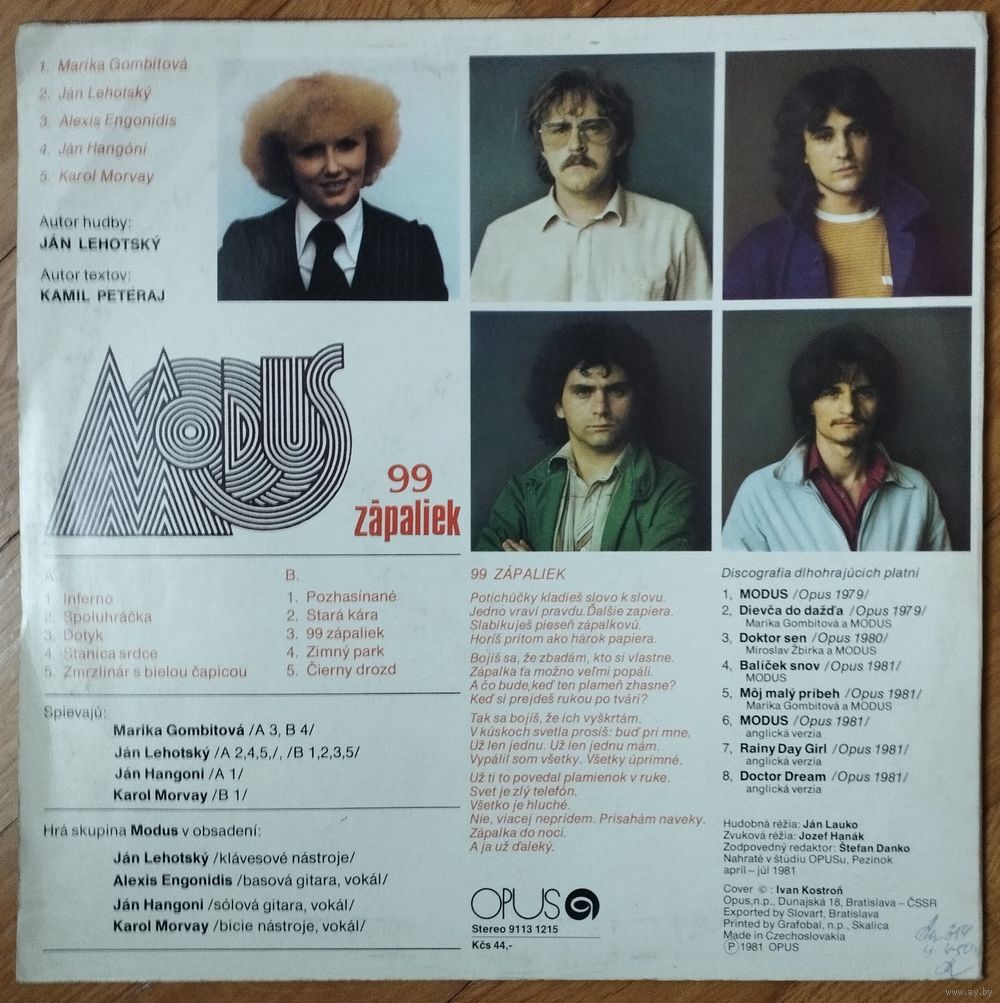 1. Marika Gombitová
2. Ján Lehotský
3. Alexis Engonidis
4. Ján Hangóni
5. Karol Morvay
Autor hudby:
JÁN LEHOTSKÝ
Autor textov:
KAMIL PETERAJ
MODUS
99
zápaliek
A.
1. Inferno
2. Spoluhráčka
3. Dotyk
4. Stanica srdce
5. Zmrzlinár s bielou čapicou
B.
1. Pozhasínané
2. Stará kára
3. 99 zápaliek
4. Zimný park
5. Čierny drozd
Spievajú:
Marika Gombitová /A 3, B 4/
Ján Lehotský /A 2,4,5,/, /B 1,2,3,5/
Ján Hangoni /A 1/
Karol Morvay /B 1/
Hrá skupina Modus v obsadení:
Ján Lehotský /klávesové nástroje/
Alexis Engonidis /basová gitara, vokál/
Ján Hangoni /sólová gitara, vokál/
Karol Morvay /bicie nástroje, vokál/
99 ZÁPALIEK
Potichúčky kladieš slovo k slovu.
Jedno vraví pravdu. Ďalšie zapiera.
Slabikuješ pieseň zápalkovú.
Horíš pritom ako hárok papiera.
Bojíš sa, že zbadám, kto si vlastne.
Zápalka ťa možno veľmi popáli.
A čo bude,keď ten plameň zhasne?
Keď si prejdeš rukou po tvári?
Tak sa bojíš, že ich vyškrtám.
V kúskoch svetla prosíš: buď pri mne.
Už len jednu. Už len jednu mám.
Vypálil som všetky. Všetky úprimné.
Už ti to povedal plamienok v ruke.
Svet je zlý telefón.
Všetko je hluché.
Nie, viacej neprídem. Prisahám naveky.
Zápalka do noci.
A ja už ďaleký.
OPUS
Stereo 9113 1215
Kčs 44,-
Discografia dlhohrajúcich platní
1, MODUS /Opus 1979/
2, Dievča do dažďa /Opus 1979/
Marika Gombitová a MODUS
3, Doktor sen /Opus 1980/
Miroslav Žbirka a MODUS
4, Balíček snov /Opus 1981/
MODUS
5, Môj malý príbeh /Opus 1981/
Marika Gombitová a MODUS
6, MODUS /Opus 1981/
anglická verzia
7, Rainy Day Girl /Opus 1981/
anglická verzia
8, Doctor Dream /Opus 1981/
anglická verzia
Hudobná réžia: Ján Lauko
Zvuková réžia: Jozef Hanák
Zodpovedný redaktor: Štefan Danko
Nahraté v štúdiu OPUSu, Pezinok
apríl – júl 1981
Cover ©: Ivan Kostroň
Opus,n.p., Dunajská 18, Bratislava – ČSSR
Exported by Slovart, Bratislava
Printed by Grafobal, n.p., Skalica
Made in Czechoslovakia
Ⓟ 1981 OPUS
www.ay.by